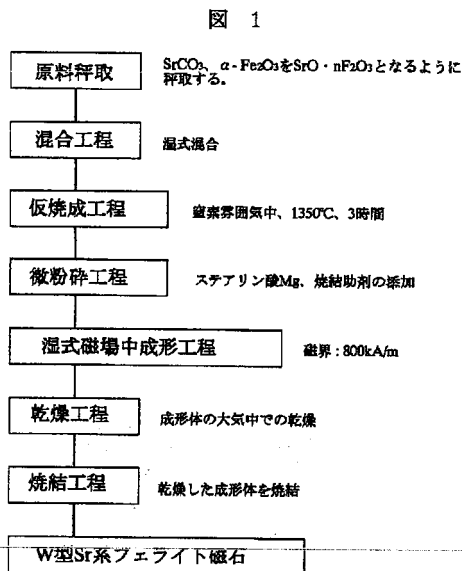 図 1
原料秤取
SrCO₃、α-Fe₂O₃をSrO・nF₂O₃となるように
秤取する。
混合工程
湿式混合
仮焼成工程
窒素雰囲気中、1350℃、3時間
微粉砕工程
ステアリン酸Mg、焼結助剤の添加
湿式磁場中成形工程
磁界:800kA/m
乾燥工程
成形体の大気中での乾燥
焼結工程
乾燥した成形体を焼結
W型Sr系フェライト磁石